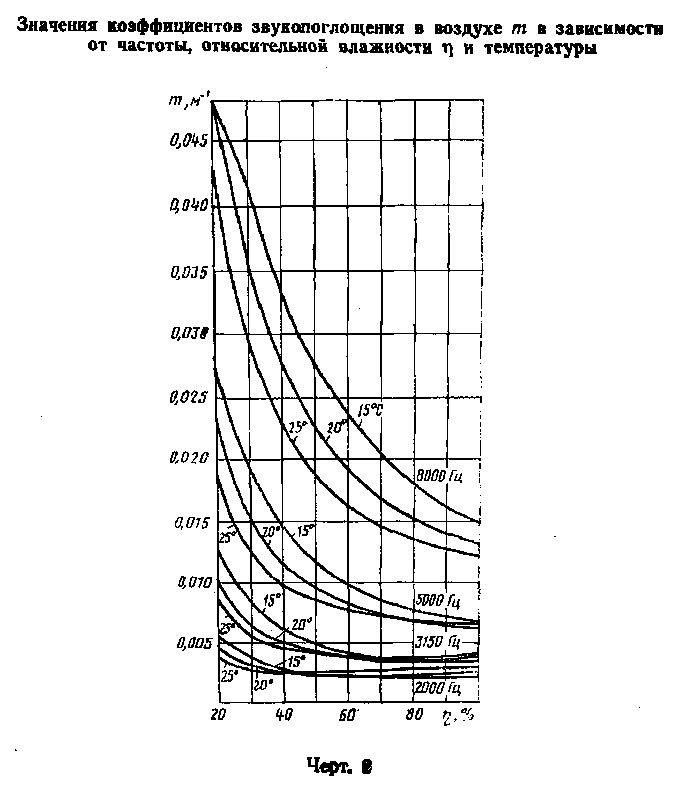 Значения коэффициентов звукопоглощения в воздухе m в зависимости
от частоты, относительной влажности η и температуры
m, м⁻¹
0,045
0,040
0,035
0,030
0,025
15°C
25° 20°
0,020
8000 Гц
0,015
25° 20° 15°
0,010
5000 Гц
15°
25° 20°
0,005
3150 Гц
15°
25° 20°
2000 Гц
20 40 60 80 η, %
Черт.